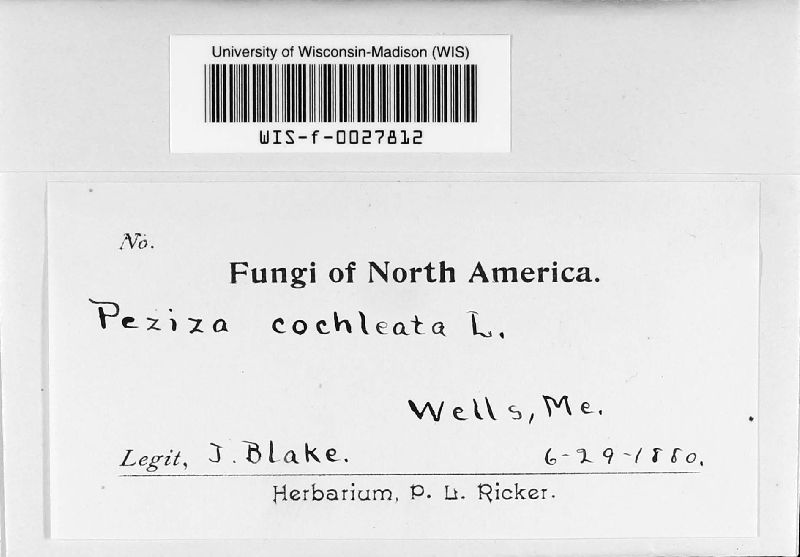 University of Wisconsin-Madison (WIS)
WIS-f-0027812
No.
Fungi of North America.
Peziza cochleata L.
Wells, Me.
Legit, J. Blake. 6-29-1880.
Herbarium, P. L. Ricker.